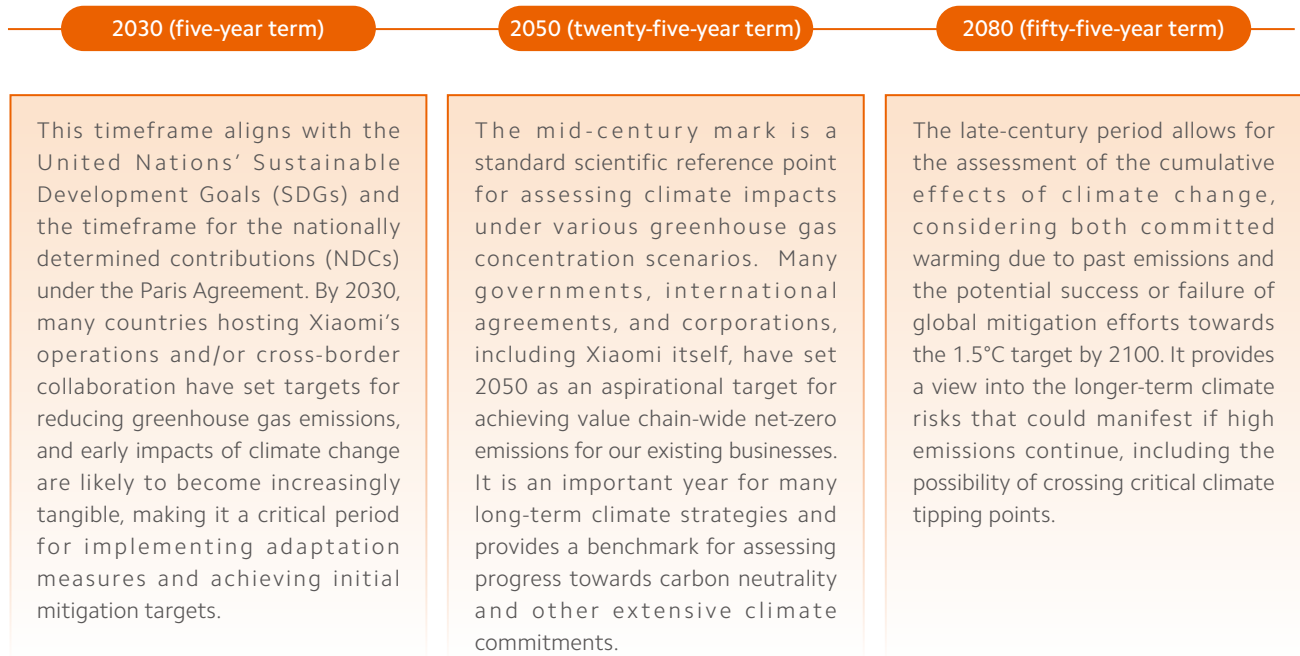 2030 (five-year term)
2050 (twenty-five-year term)
2080 (fifty-five-year term)
This timeframe aligns with the
United Nations’ Sustainable
Development Goals (SDGs) and
the timeframe for the nationally
determined contributions (NDCs)
under the Paris Agreement. By 2030,
many countries hosting Xiaomi’s
operations and/or cross-border
collaboration have set targets for
reducing greenhouse gas emissions,
and early impacts of climate change
are likely to become increasingly
tangible, making it a critical period
for implementing adaptation
measures and achieving initial
mitigation targets.
The mid-century mark is a
standard scientific reference point
for assessing climate impacts
under various greenhouse gas
concentration scenarios. Many
governments, international
agreements, and corporations,
including Xiaomi itself, have set
2050 as an aspirational target for
achieving value chain-wide net-zero
emissions for our existing businesses.
It is an important year for many
long-term climate strategies and
provides a benchmark for assessing
progress towards carbon neutrality
and other extensive climate
commitments.
The late-century period allows for
the assessment of the cumulative
effects of climate change,
considering both committed
warming due to past emissions and
the potential success or failure of
global mitigation efforts towards
the 1.5°C target by 2100. It provides
a view into the longer-term climate
risks that could manifest if high
emissions continue, including the
possibility of crossing critical climate
tipping points.